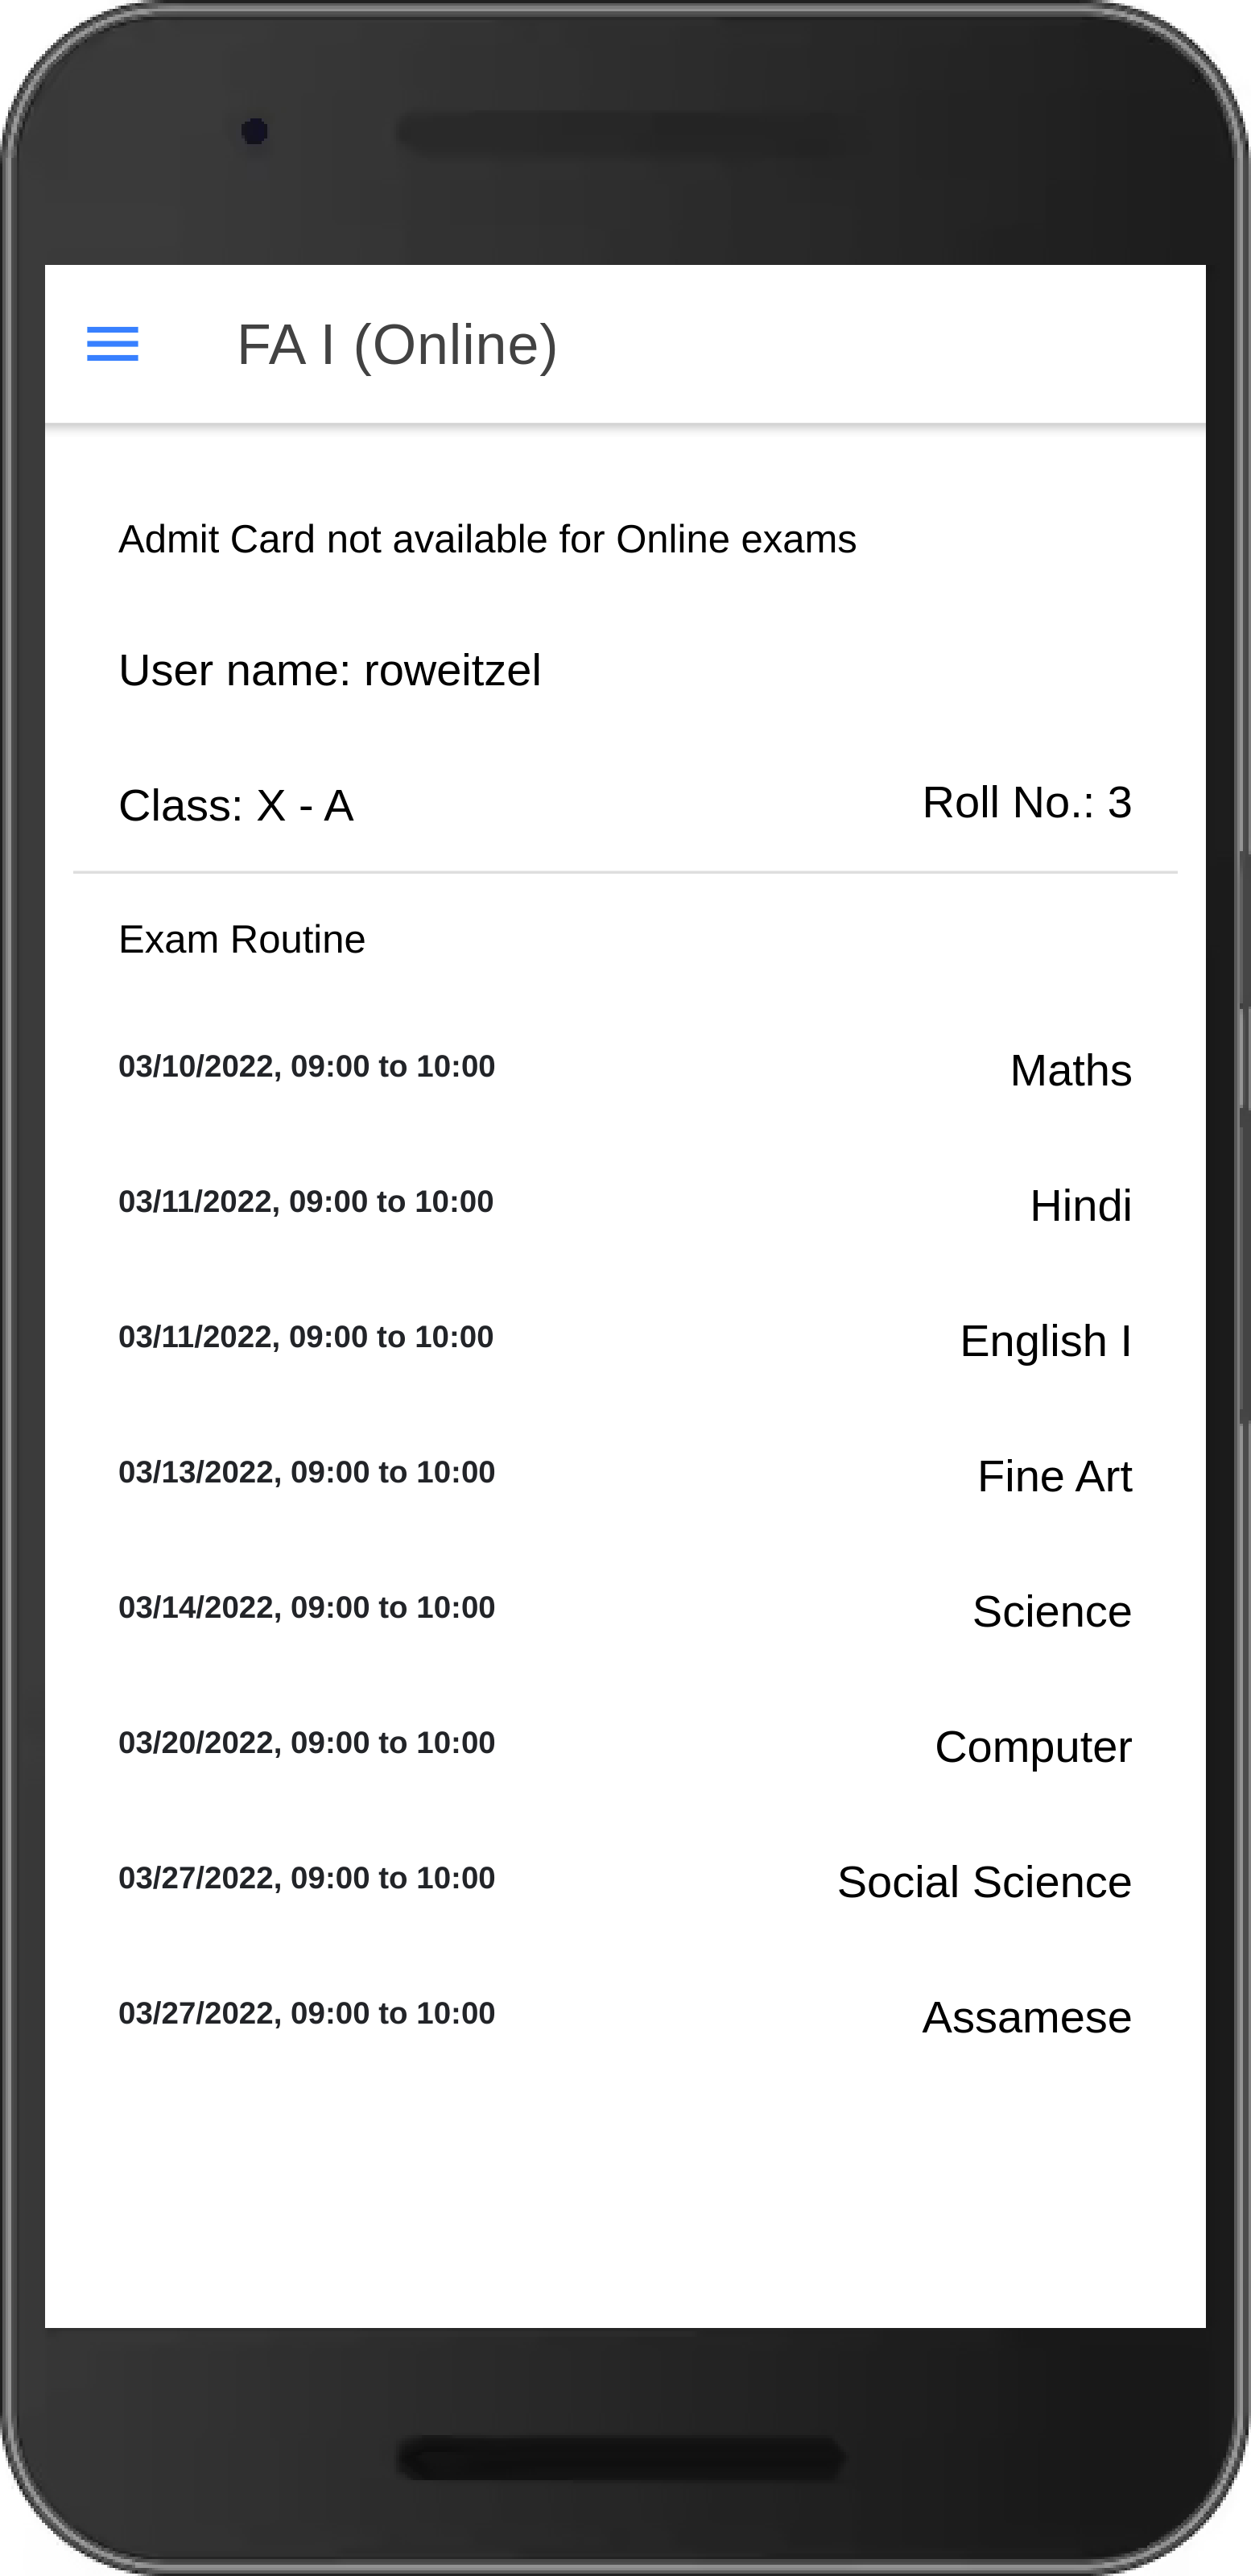 FA I (Online)
Admit Card not available for Online exams
User name: roweitzel
Class: X - A Roll No.: 3
Exam Routine
03/10/2022, 09:00 to 10:00 Maths
03/11/2022, 09:00 to 10:00 Hindi
03/11/2022, 09:00 to 10:00 English I
03/13/2022, 09:00 to 10:00 Fine Art
03/14/2022, 09:00 to 10:00 Science
03/20/2022, 09:00 to 10:00 Computer
03/27/2022, 09:00 to 10:00 Social Science
03/27/2022, 09:00 to 10:00 Assamese